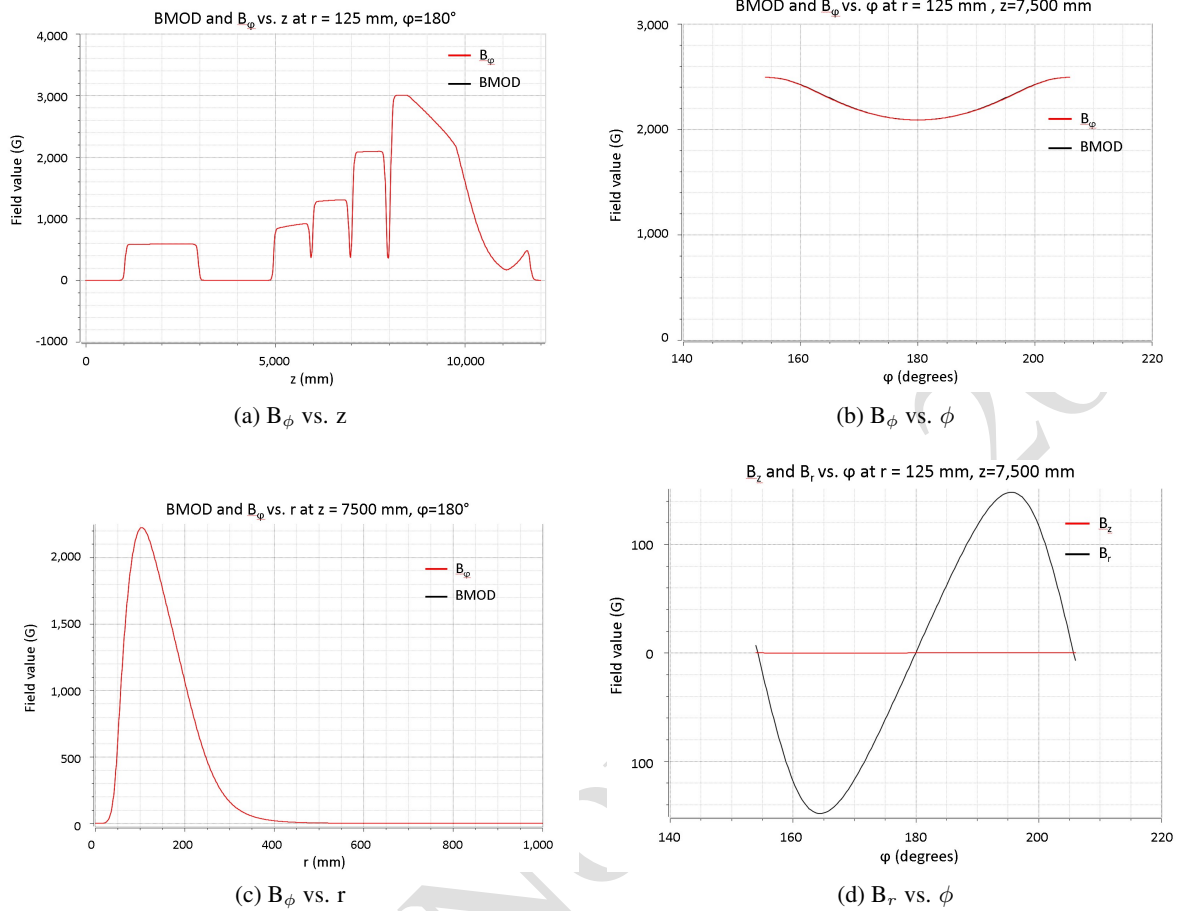 BMOD and Bφ vs. z at r = 125 mm, φ=180°
4,000
3,000
2,000
1,000
0
-1000
Field value (G)
Bφ
BMOD
0
5,000
10,000
z (mm)
(a) Bϕ vs. z
BMOD and Bφ vs. φ at r = 125 mm , z=7,500 mm
3,000
2,000
1,000
0
Field value (G)
Bφ
BMOD
140
160
180
200
220
φ (degrees)
(b) Bϕ vs. ϕ
BMOD and Bφ vs. r at z = 7500 mm, φ=180°
2,000
1,500
1,000
500
0
Field value (G)
Bφ
BMOD
0
200
400
600
800
1,000
r (mm)
(c) Bϕ vs. r
Bz and Br vs. φ at r = 125 mm, z=7,500 mm
100
0
100
Field value (G)
Bz
Br
140
160
180
200
220
φ (degrees)
(d) Br vs. ϕ